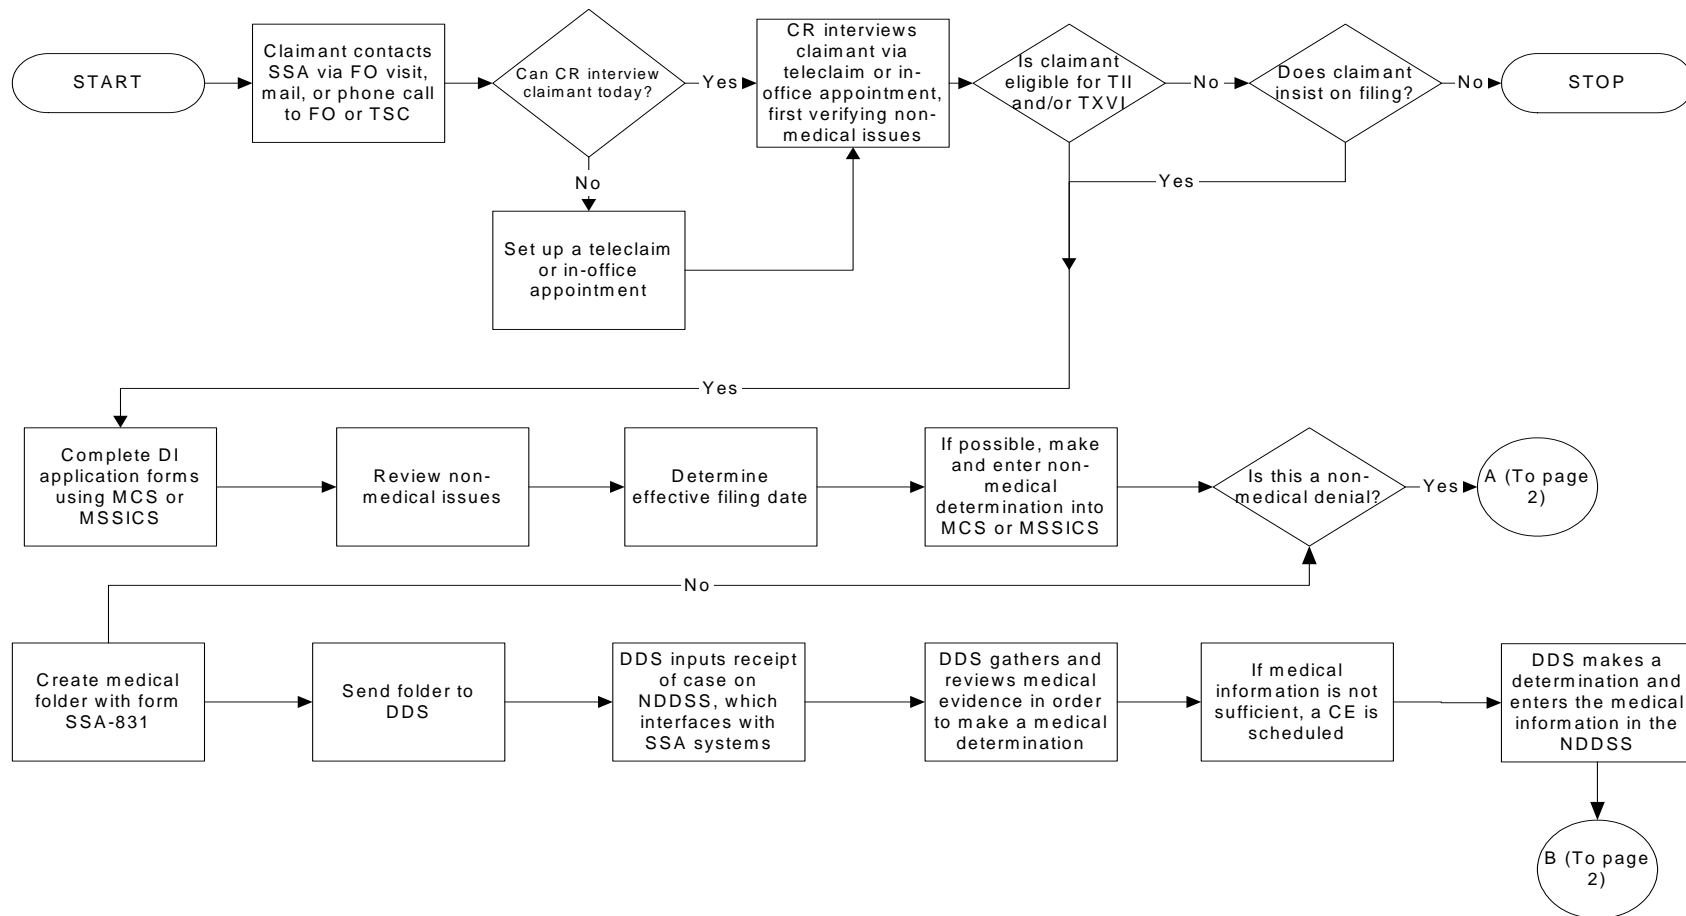 START
Claimant contacts
SSA via FO visit,
mail, or phone call
to FO or TSC
Can CR interview
claimant today?
Yes
No
Set up a teleclaim
or in-office
appointment
CR interviews
claimant via
teleclaim or in-
office appointment,
first verifying non-
medical issues
Is claimant
eligible for TII
and/or TXVI
No
Does claimant
insist on filing?
No
STOP
Yes
Yes
Complete DI
application forms
using MCS or
MSSICS
Review non-
medical issues
Determine
effective filing date
If possible, make
and enter non-
medical
determination into
MCS or MSSICS
Is this a non-
medical denial?
Yes
A (To page
2)
No
Create medical
folder with form
SSA-831
Send folder to
DDS
DDS inputs receipt
of case on
NDDSS, which
interfaces with
SSA systems
DDS gathers and
reviews medical
evidence in order
to make a medical
determination
If medical
information is not
sufficient, a CE is
scheduled
DDS makes a
determination and
enters the medical
information in the
NDDSS
B (To page
2)